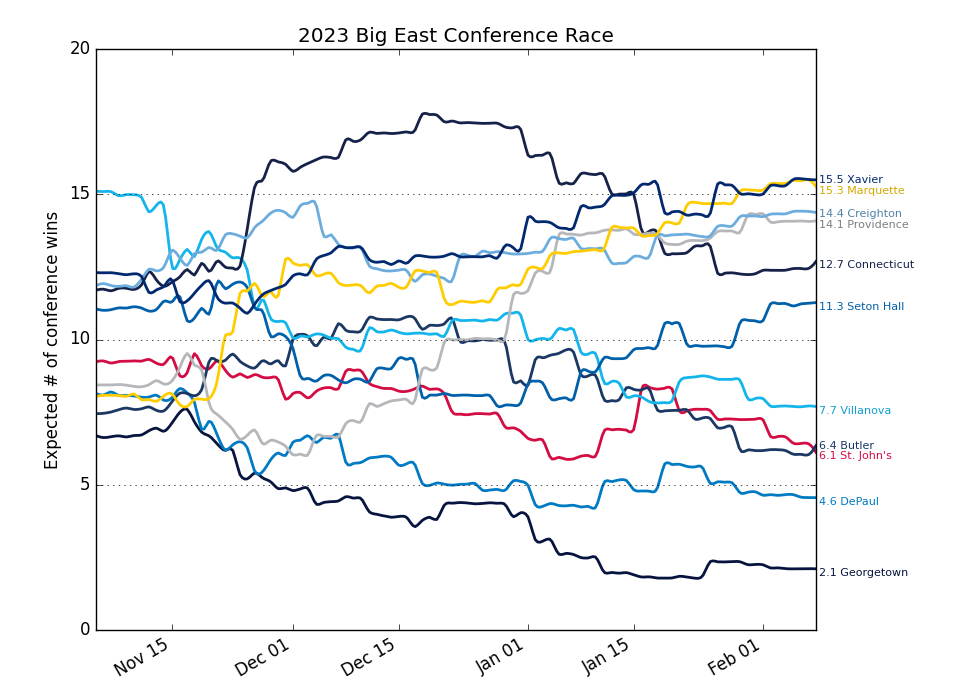 2023 Big East Conference Race
Expected # of conference wins
20
15
10
5
0
15.5 Xavier
15.3 Marquette
14.4 Creighton
14.1 Providence
12.7 Connecticut
11.3 Seton Hall
7.7 Villanova
6.4 Butler
6.1 St. John's
4.6 DePaul
2.1 Georgetown
Nov 15
Dec 01
Dec 15
Jan 01
Jan 15
Feb 01